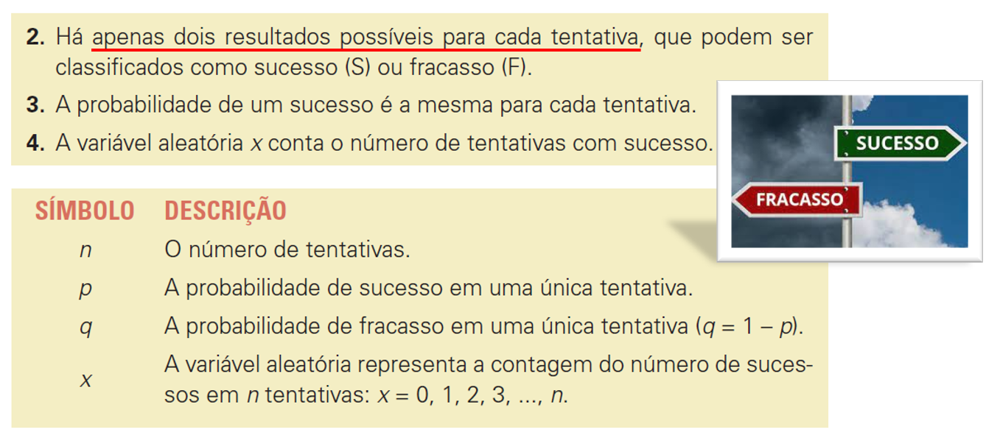 2. Há apenas dois resultados possíveis para cada tentativa, que podem ser
classificados como sucesso (S) ou fracasso (F).
3. A probabilidade de um sucesso é a mesma para cada tentativa.
4. A variável aleatória x conta o número de tentativas com sucesso.
SUCESSO
FRACASSO
SÍMBOLO DESCRIÇÃO
n O número de tentativas.
p A probabilidade de sucesso em uma única tentativa.
q A probabilidade de fracasso em uma única tentativa (q = 1 – p).
x A variável aleatória representa a contagem do número de suces-
sos em n tentativas: x = 0, 1, 2, 3, ..., n.